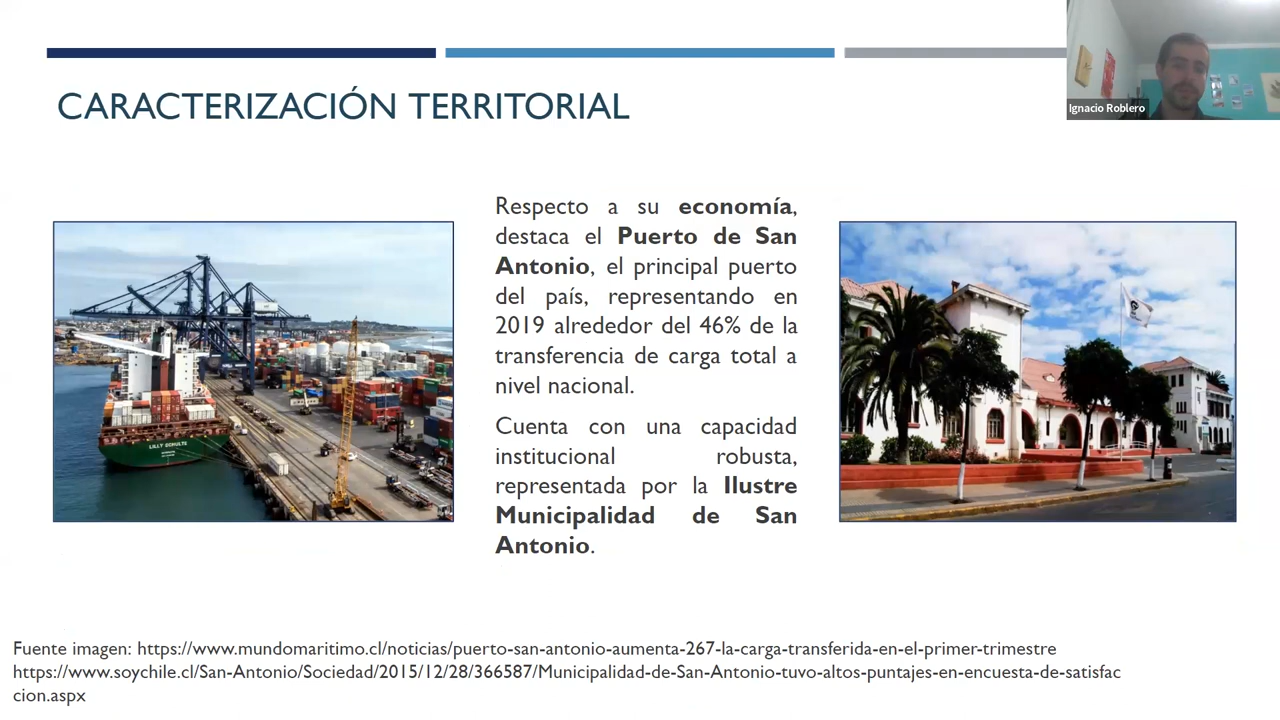 CARACTERIZACIÓN TERRITORIAL
Ignacio Roblero
Respecto a su economía,
destaca el Puerto de San
Antonio, el principal puerto
del país, representando en
2019 alrededor del 46% de la
transferencia de carga total a
nivel nacional.
Cuenta con una capacidad
institucional robusta,
representada por la Ilustre
Municipalidad de San
Antonio.
LILLY SCHULTE
Fuente imagen: https://www.mundomaritimo.cl/noticias/puerto-san-antonio-aumenta-267-la-carga-transferida-en-el-primer-trimestre
https://www.soychile.cl/San-Antonio/Sociedad/2015/12/28/366587/Municipalidad-de-San-Antonio-tuvo-altos-puntajes-en-encuesta-de-satisfac
cion.aspx